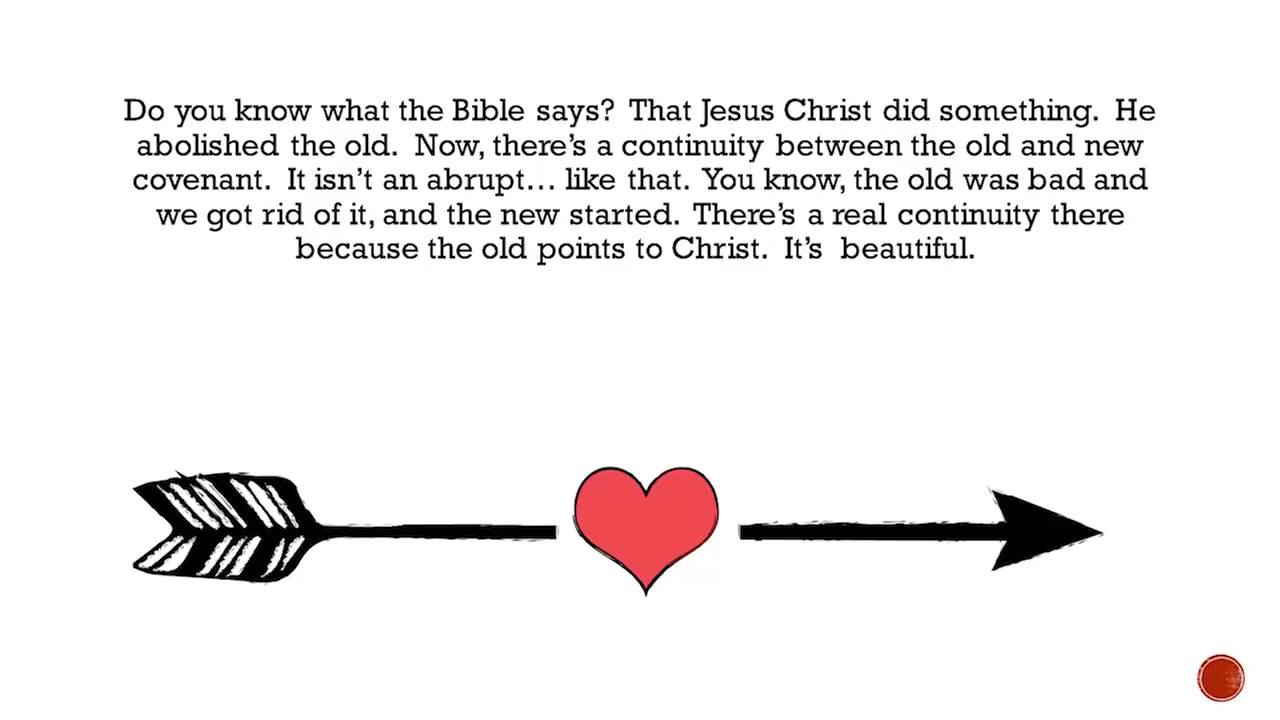 Do you know what the Bible says?  That Jesus Christ did something.  He
abolished the old.  Now, there's a continuity between the old and new
covenant.  It isn't an abrupt… like that.  You know, the old was bad and
we got rid of it, and the new started.  There's a real continuity there
because the old points to Christ.  It's  beautiful.